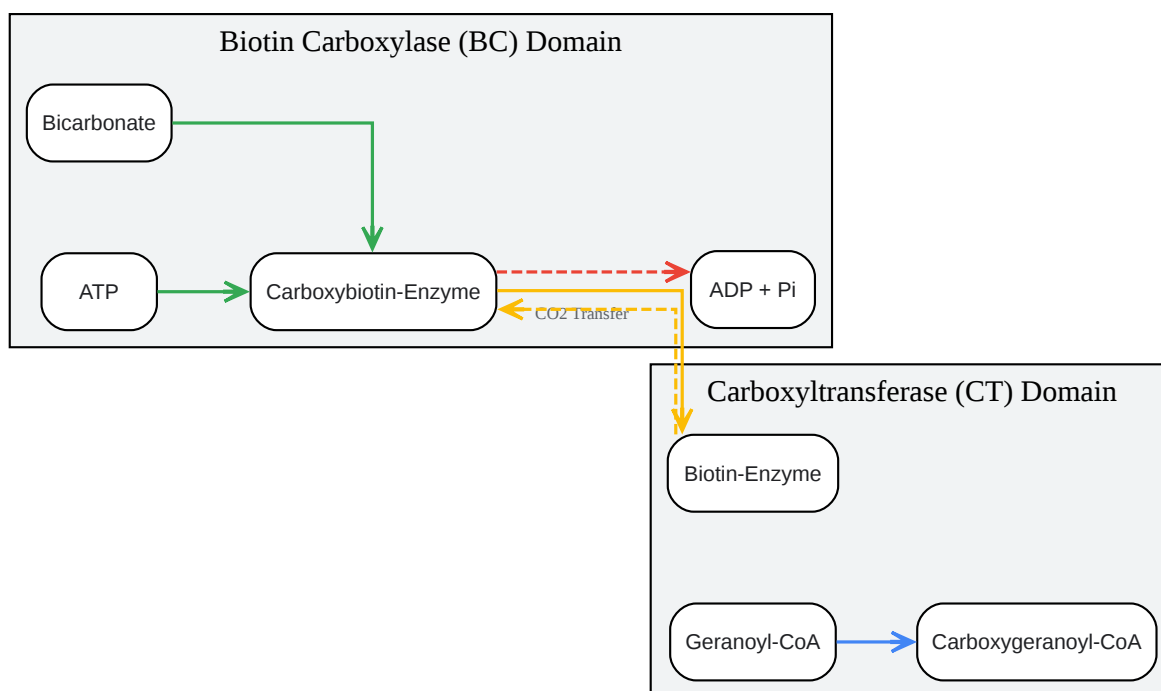 Biotin Carboxylase (BC) Domain
Bicarbonate
ATP
Carboxybiotin-Enzyme
ADP + Pi
CO2 Transfer
Carboxyltransferase (CT) Domain
Biotin-Enzyme
Geranoyl-CoA
Carboxygeranoyl-CoA